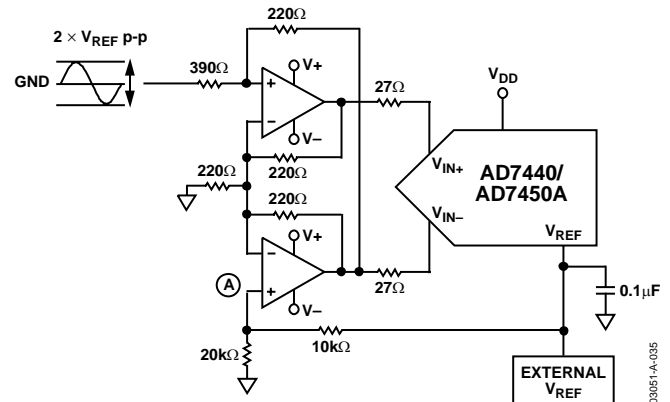 2 × VREF p-p
GND
390Ω
220Ω
V+
+
–
V–
27Ω
VDD
220Ω
220Ω
VIN+
AD7440/
AD7450A
VIN–
VREF
220Ω
V+
–
+
V–
A
27Ω
0.1μF
20kΩ
10kΩ
EXTERNAL
VREF
03051-A-035